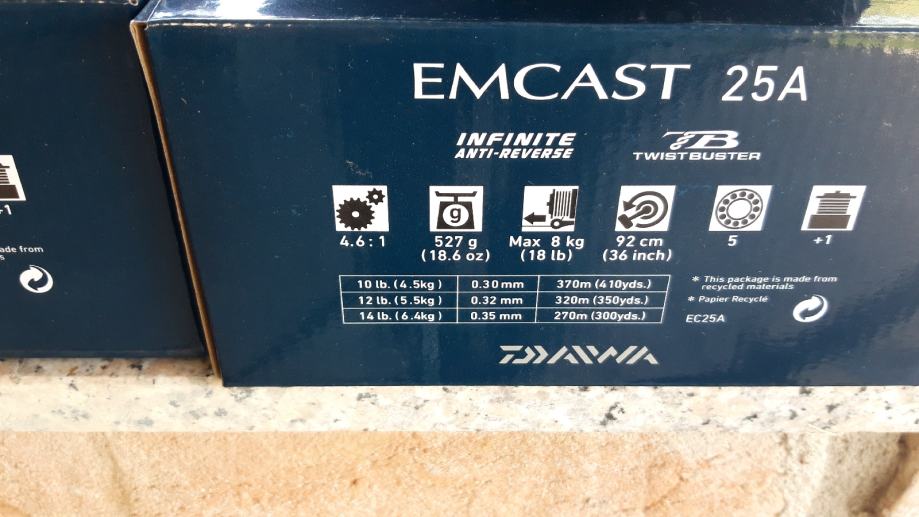 EMCAST 25A
INFINITE
ANTI-REVERSE
TB
TWISTBUSTER
g
4.6 : 1
527 g
(18.6 oz)
Max 8 kg
(18 lb)
92 cm
(36 inch)
5
+1
10 lb. (4.5kg) 0.30 mm 370m (410yds.)
12 lb. (5.5kg) 0.32 mm 320m (350yds.)
14 lb. (6.4kg) 0.35 mm 270m (300yds.)
* This package is made from
recycled materials
* Papier Recyclé
EC25A
DAIWA
+1
ade from
s